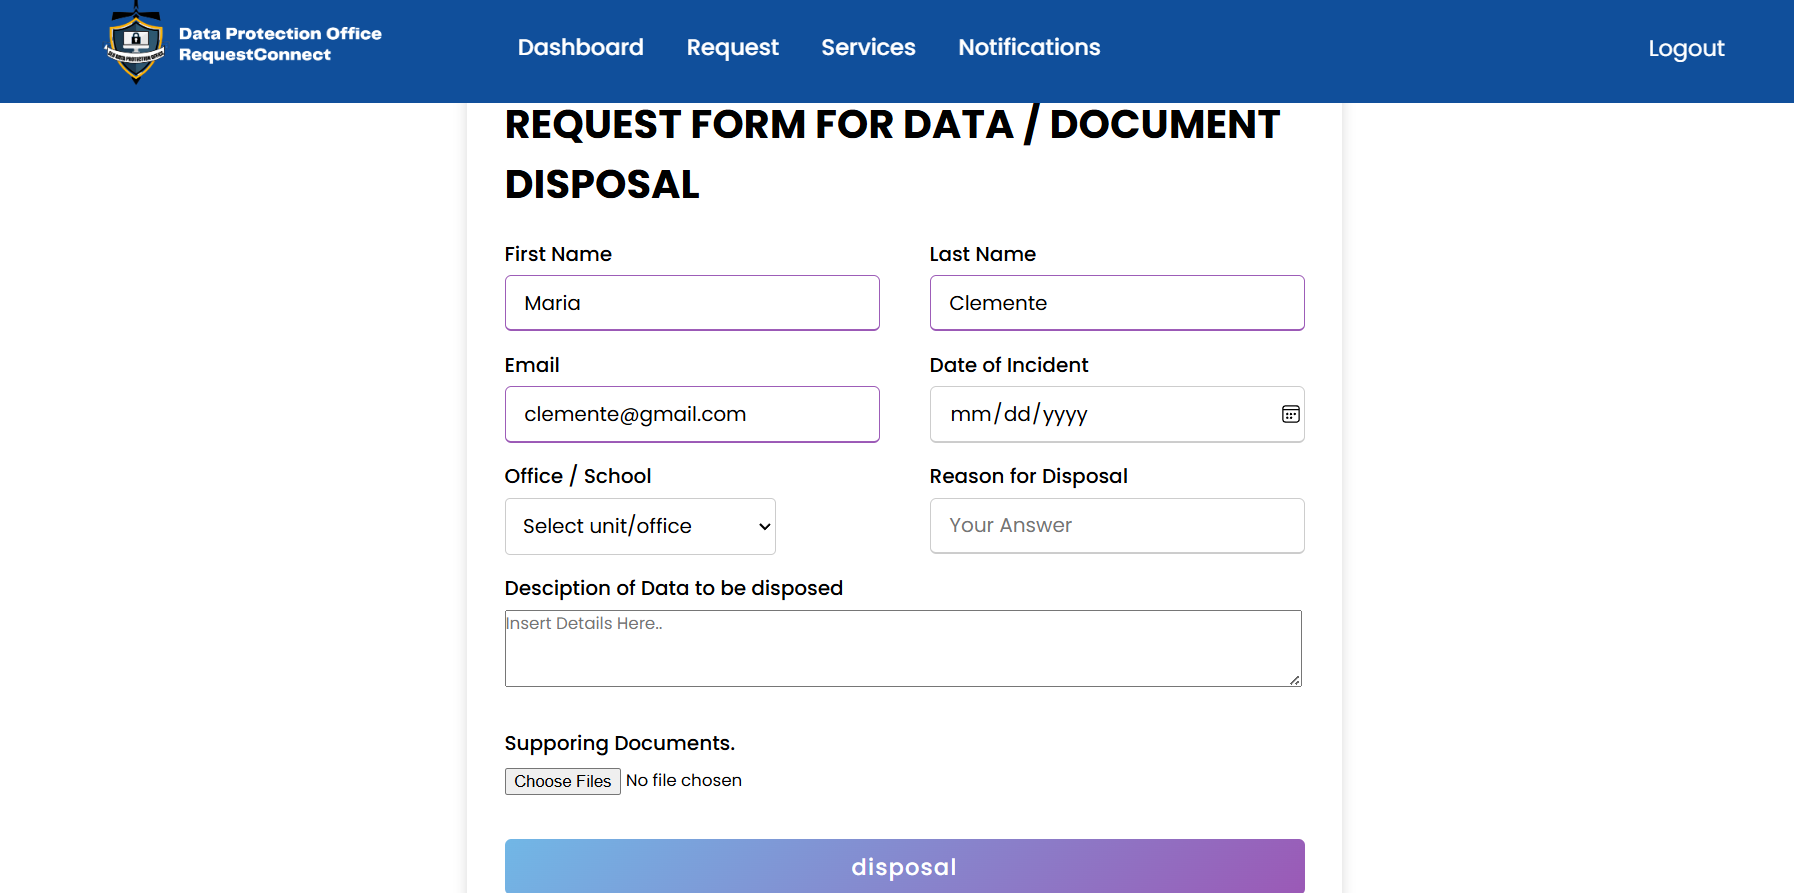 Data Protection Office
RequestConnect
Dashboard Request Services Notifications Logout
REQUEST FORM FOR DATA / DOCUMENT
DISPOSAL
First Name Last Name
Maria Clemente
Email Date of Incident
clemente@gmail.com mm/dd/yyyy
Office / School Reason for Disposal
Select unit/office Your Answer
Desciption of Data to be disposed
Insert Details Here..
Supporing Documents.
Choose Files No file chosen
disposal